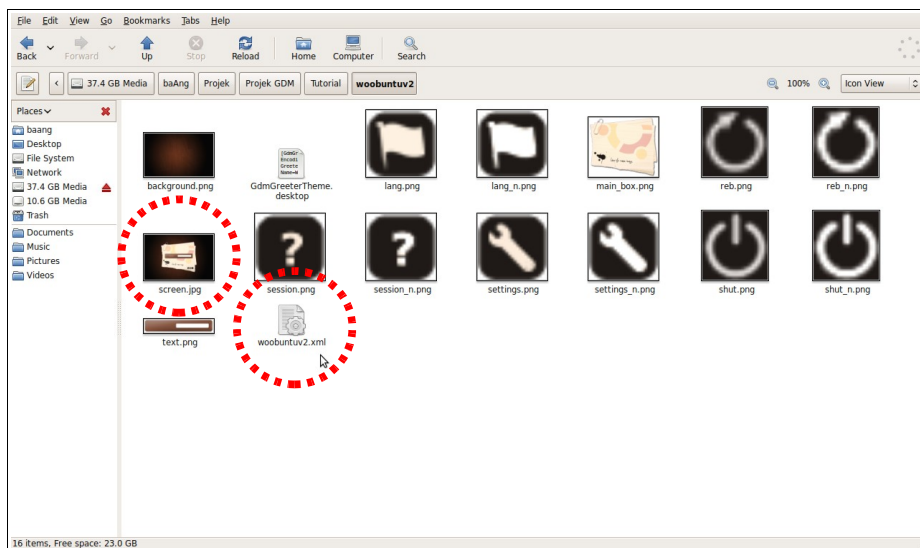 File Edit View Go Bookmarks Tabs Help
Back Forward Up Stop Reload Home Computer Search
37.4 GB Media baAng Projek Projek GDM Tutorial woobuntuv2 100% Icon View
Places
baang
Desktop
File System
Network
37.4 GB Media
10.6 GB Media
Trash
Documents
Music
Pictures
Videos
[GdmGr
Encodi
Greete
Name=W
background.png GdmGreeterTheme. lang.png lang_n.png main_box.png reb.png reb_n.png
desktop
screen.jpg session.png session_n.png settings.png settings_n.png shut.png shut_n.png
text.png woobuntuv2.xml
16 items, Free space: 23.0 GB